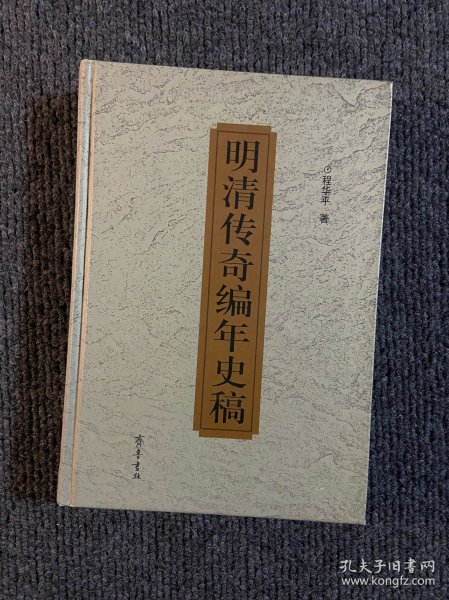 明清传奇编年史稿
⊙程华平 著
齐鲁书社
孔夫子旧书网
www.kongfz.com